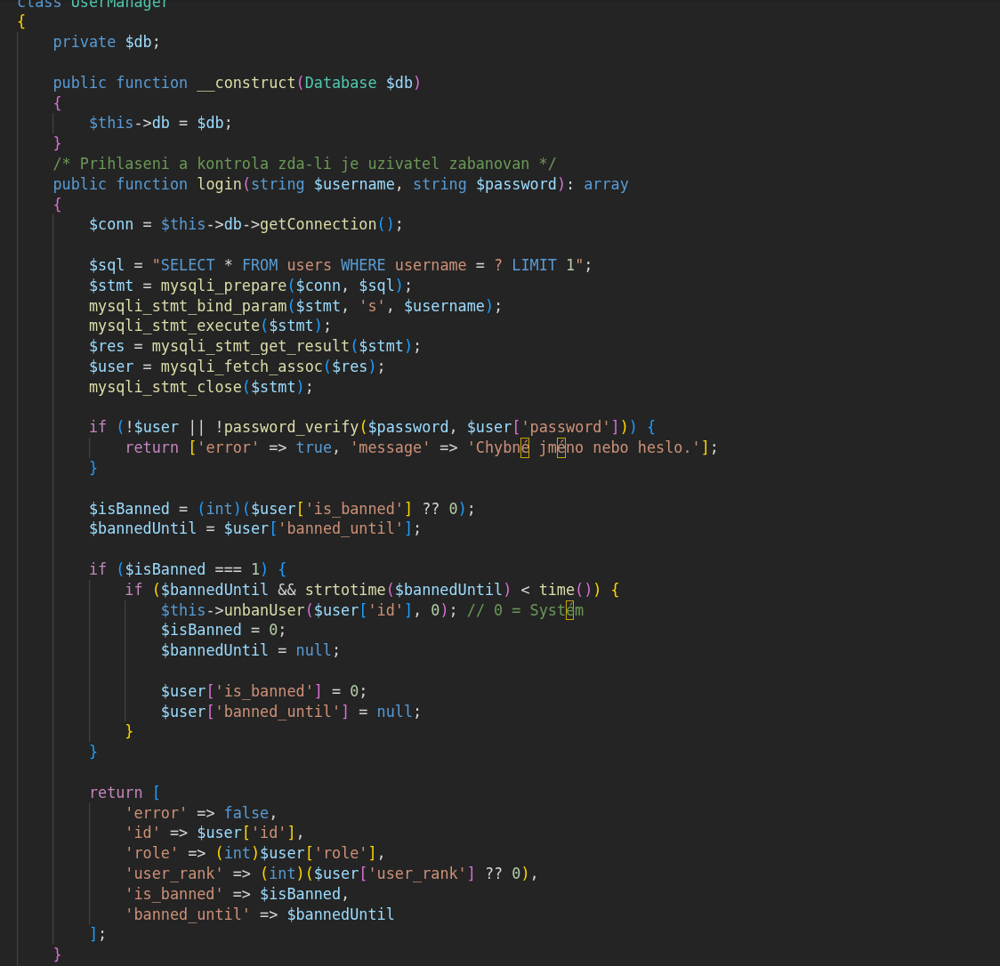 class UserManager
{
    private $db;

    public function __construct(Database $db)
    {
        $this->db = $db;
    }
    /* Prihlaseni a kontrola zda-li je uzivatel zabanovan */
    public function login(string $username, string $password): array
    {
        $conn = $this->db->getConnection();

        $sql = "SELECT * FROM users WHERE username = ? LIMIT 1";
        $stmt = mysqli_prepare($conn, $sql);
        mysqli_stmt_bind_param($stmt, 's', $username);
        mysqli_stmt_execute($stmt);
        $res = mysqli_stmt_get_result($stmt);
        $user = mysqli_fetch_assoc($res);
        mysqli_stmt_close($stmt);

        if (!$user || !password_verify($password, $user['password'])) {
            return ['error' => true, 'message' => 'Chybné jméno nebo heslo.'];
        }

        $isBanned = (int)($user['is_banned'] ?? 0);
        $bannedUntil = $user['banned_until'];

        if ($isBanned === 1) {
            if ($bannedUntil && strtotime($bannedUntil) < time()) {
                $this->unbanUser($user['id'], 0); // 0 = Systém
                $isBanned = 0;
                $bannedUntil = null;

                $user['is_banned'] = 0;
                $user['banned_until'] = null;
            }
        }

        return [
            'error' => false,
            'id' => $user['id'],
            'role' => (int)$user['role'],
            'user_rank' => (int)($user['user_rank'] ?? 0),
            'is_banned' => $isBanned,
            'banned_until' => $bannedUntil
        ];
    }